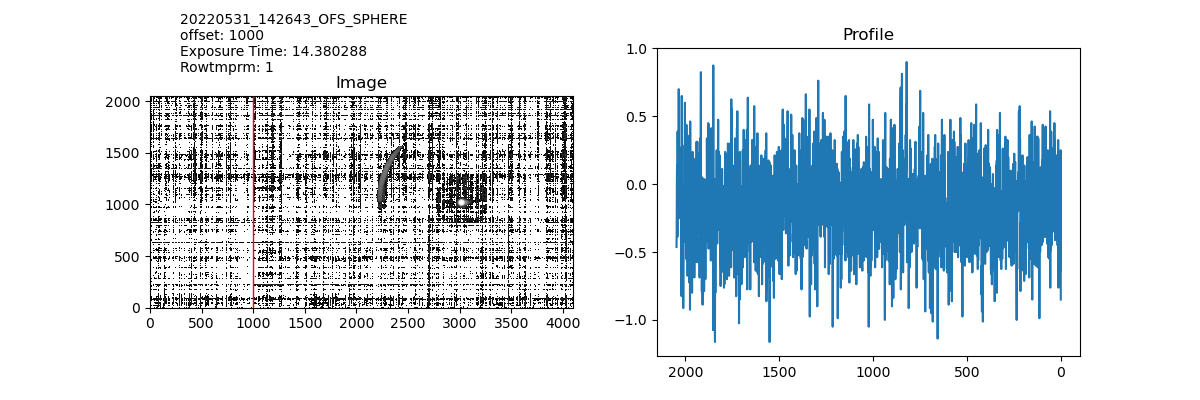 20220531_142643_OFS_SPHERE
offset: 1000
Exposure Time: 14.380288
Rowtmprm: 1
Image
2000
1500
1000
500
0
0 500 1000 1500 2000 2500 3000 3500 4000
Profile
1.0
0.5
0.0
−0.5
−1.0
2000 1500 1000 500 0